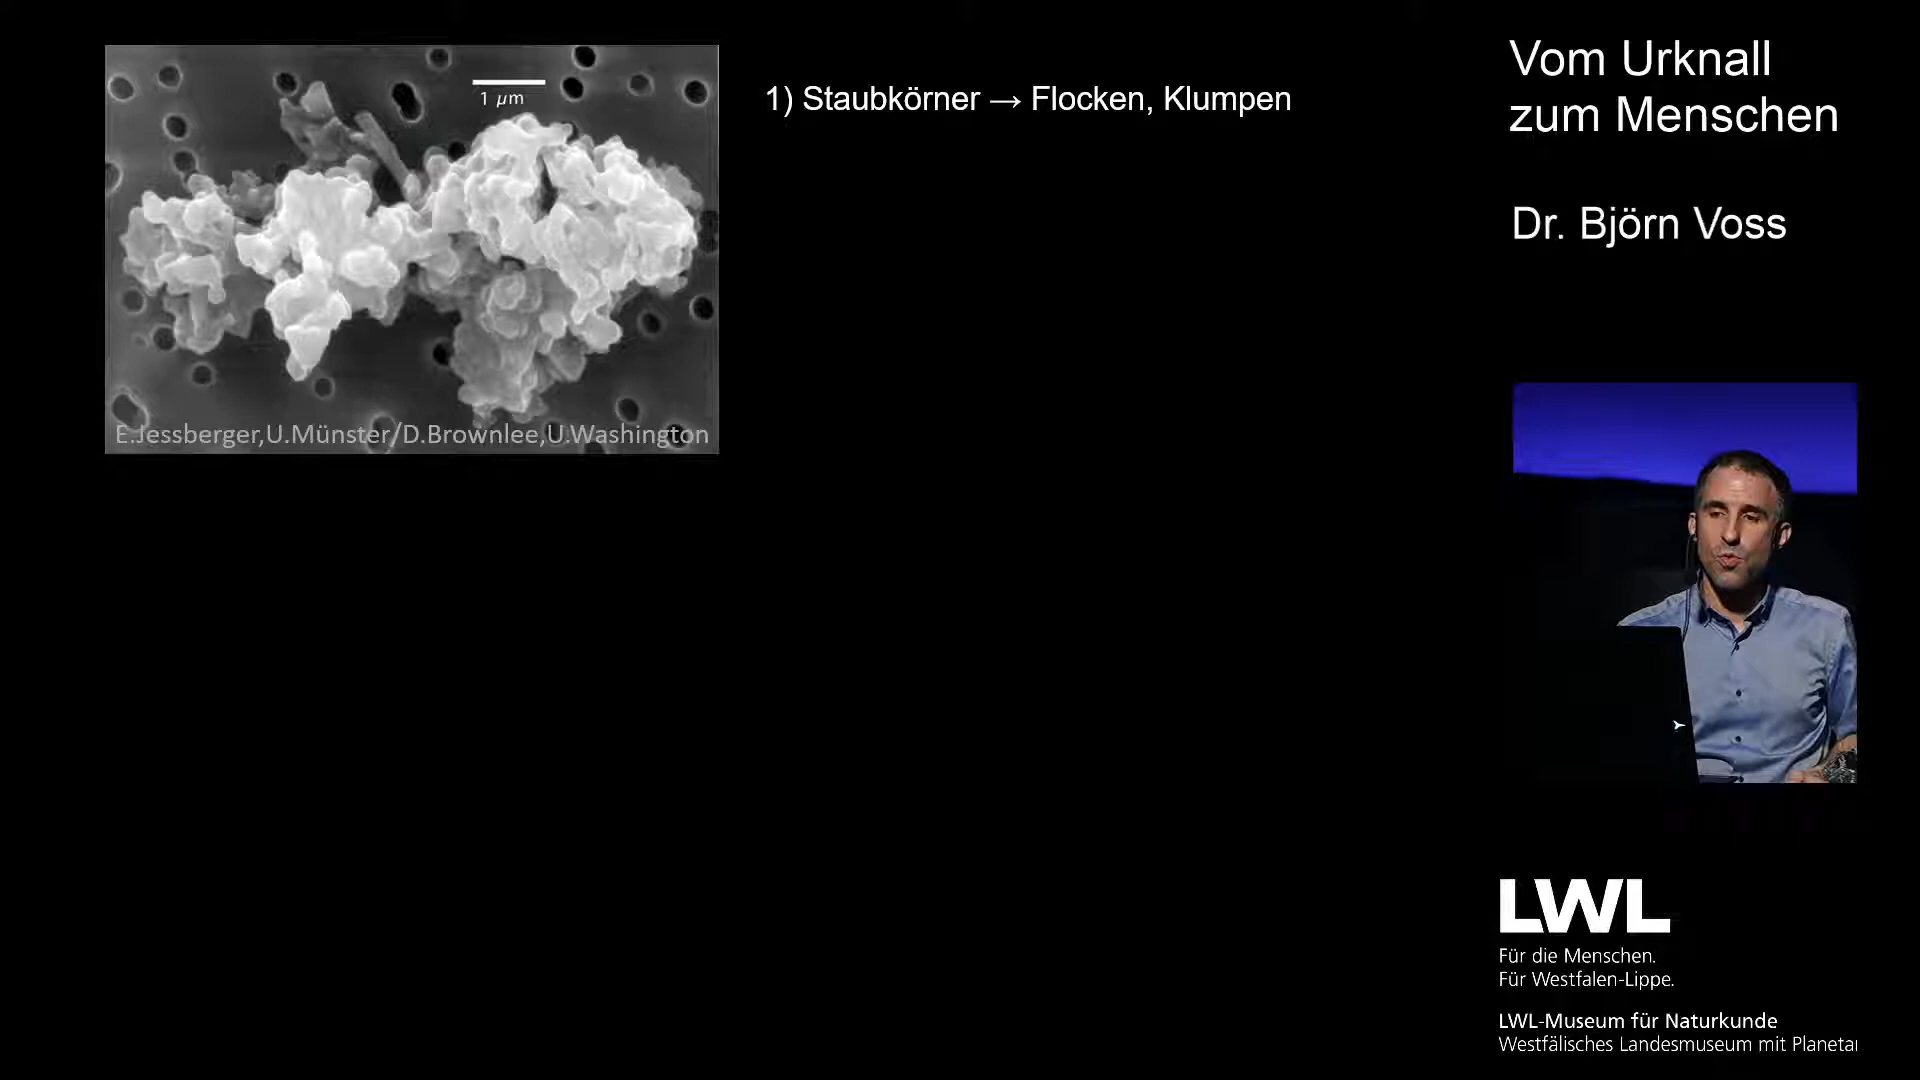 1 µm
E.Jessberger,U.Münster/D.Brownlee,U.Washington
1) Staubkörner → Flocken, Klumpen
Vom Urknall
zum Menschen
Dr. Björn Voss
LWL
Für die Menschen.
Für Westfalen-Lippe.
LWL-Museum für Naturkunde
Westfälisches Landesmuseum mit Planeta